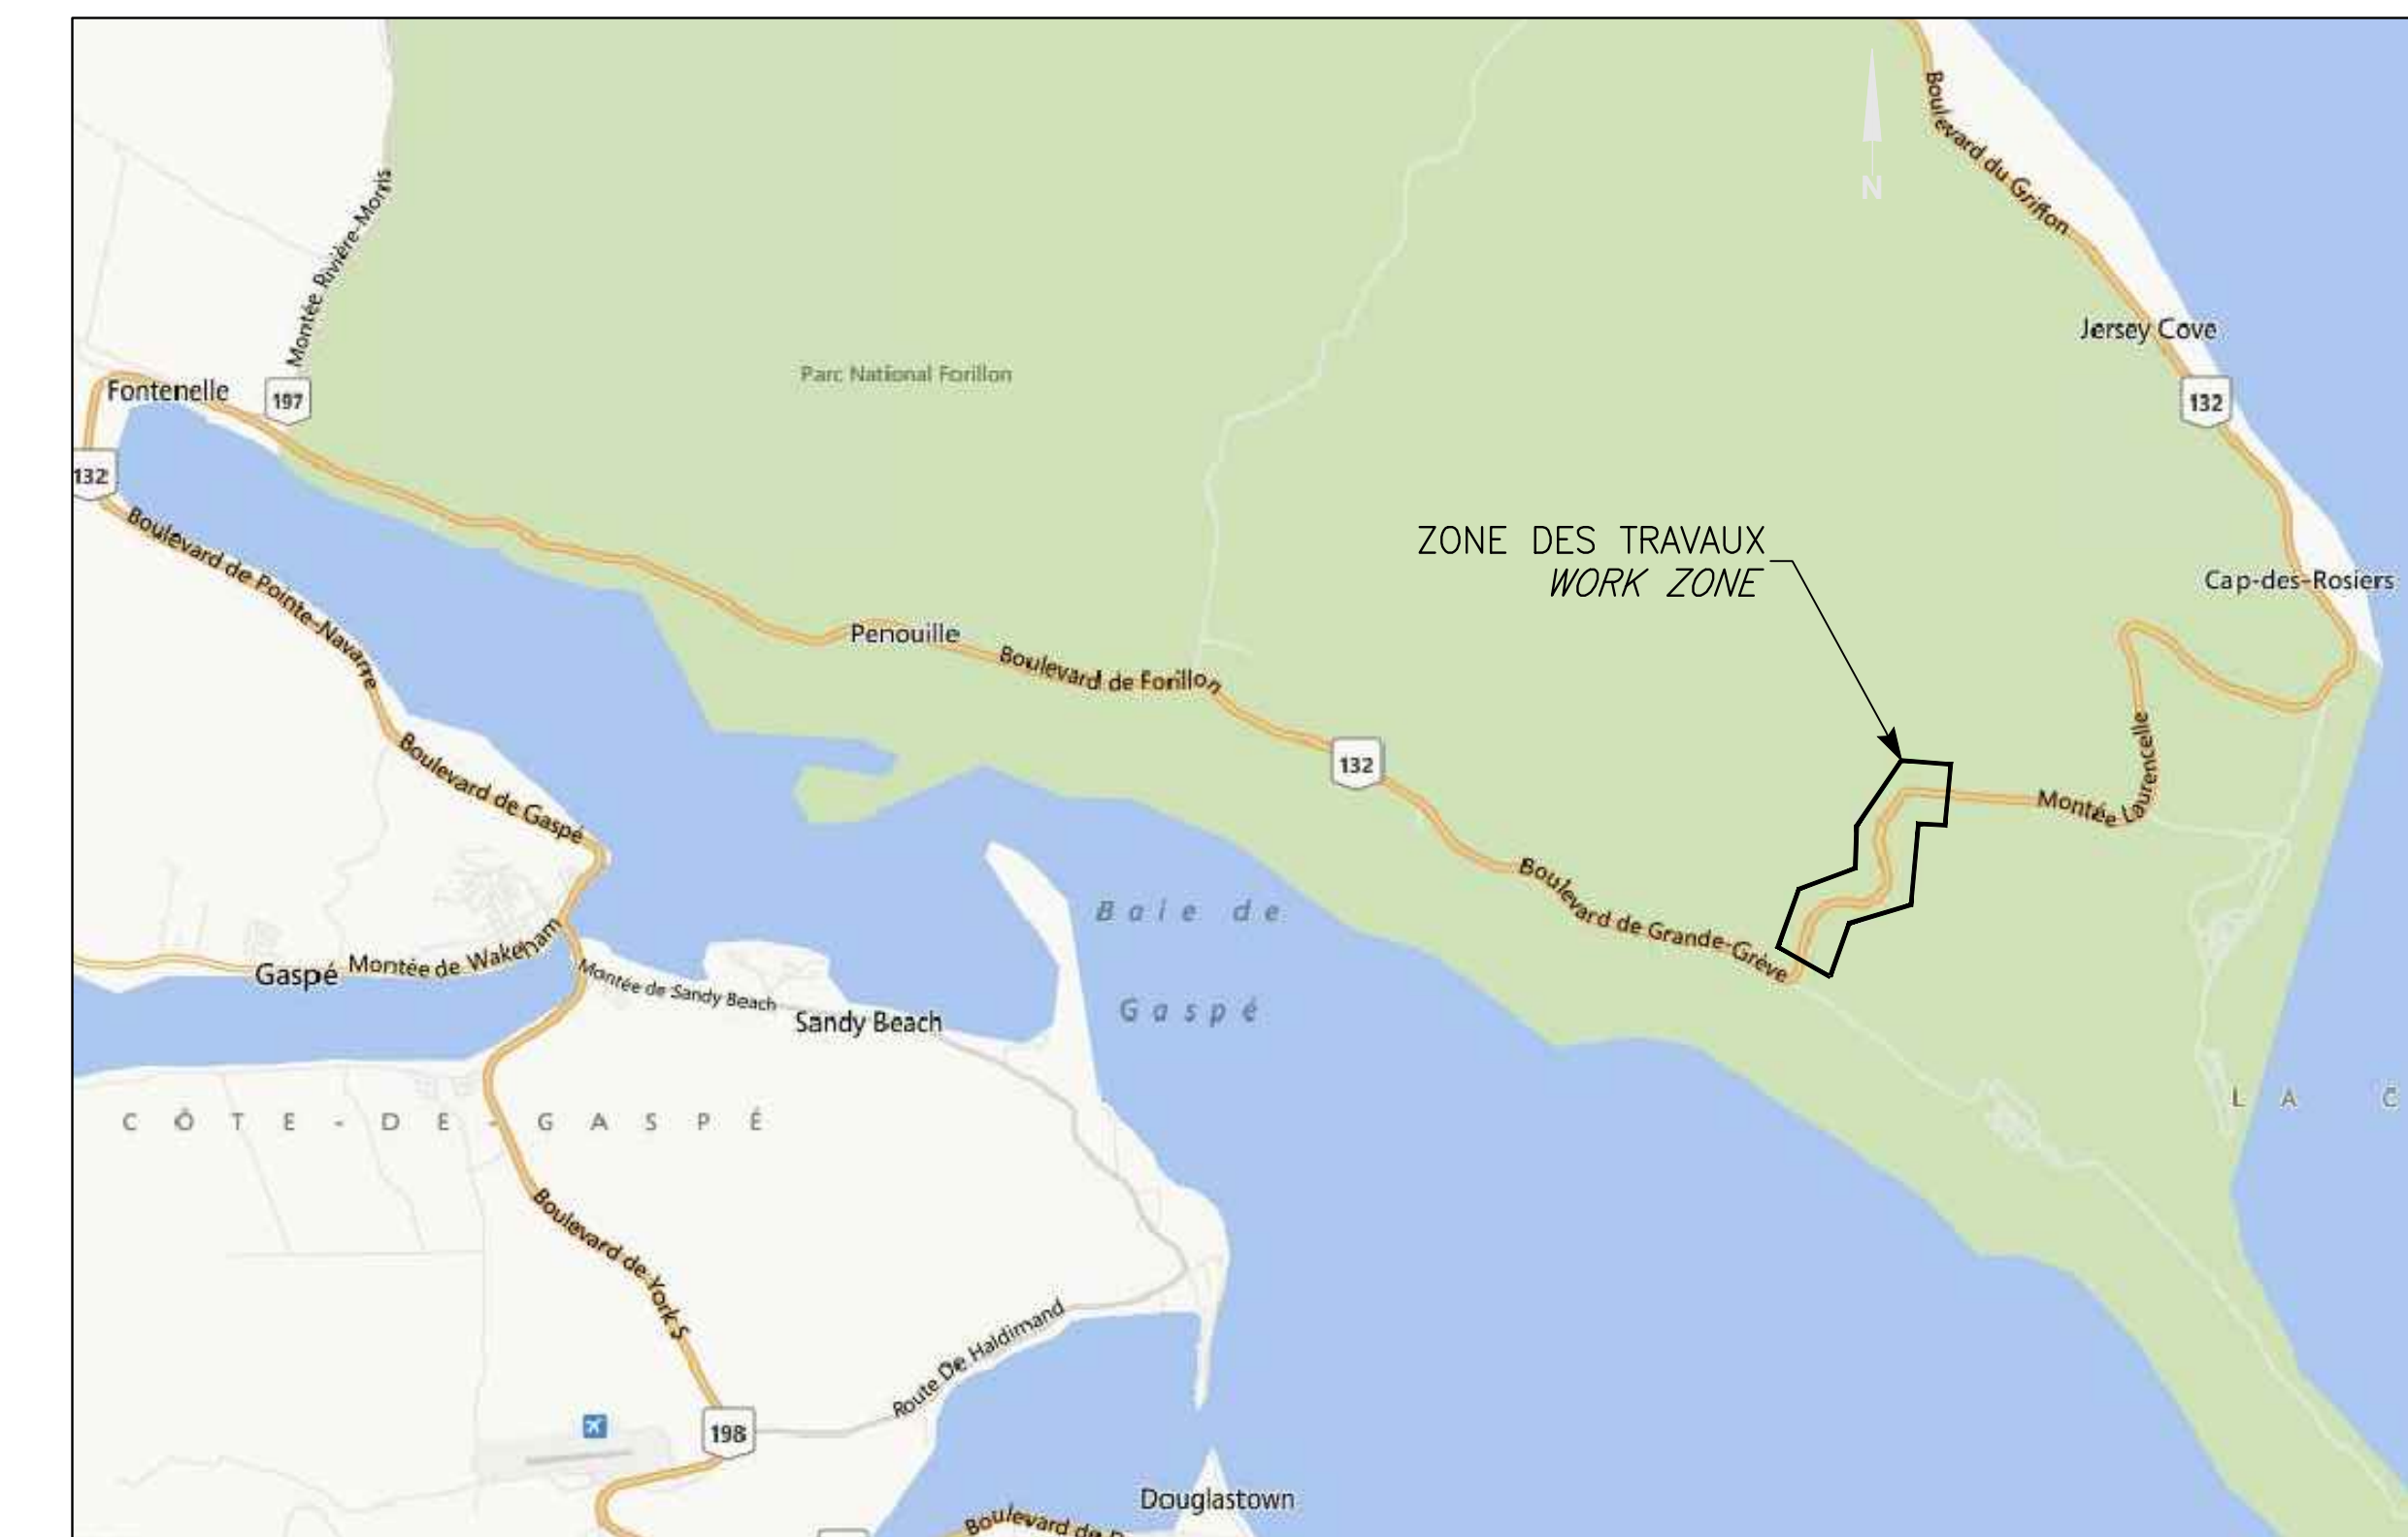 N
Boulevard du Griffon
Montée Rivière-Morris
Jersey Cove
Parc National Forillon
Fontenelle
197
132
132
ZONE DES TRAVAUX
WORK ZONE
Boulevard de Pointe-Navarre
Cap-des-Rosiers
Penouille
Boulevard de Forillon
132
Boulevard de Gaspé
Montée Laurencelle
Boulevard de Grande-Grève
Baie de
Gaspé
Montée de Wakeham
Gaspé
Montée de Sandy Beach
Sandy Beach
LA C
CÔTE-DE-GASPÉ
Boulevard de York S
Route De Haldimand
198
Douglastown
Boulevard de